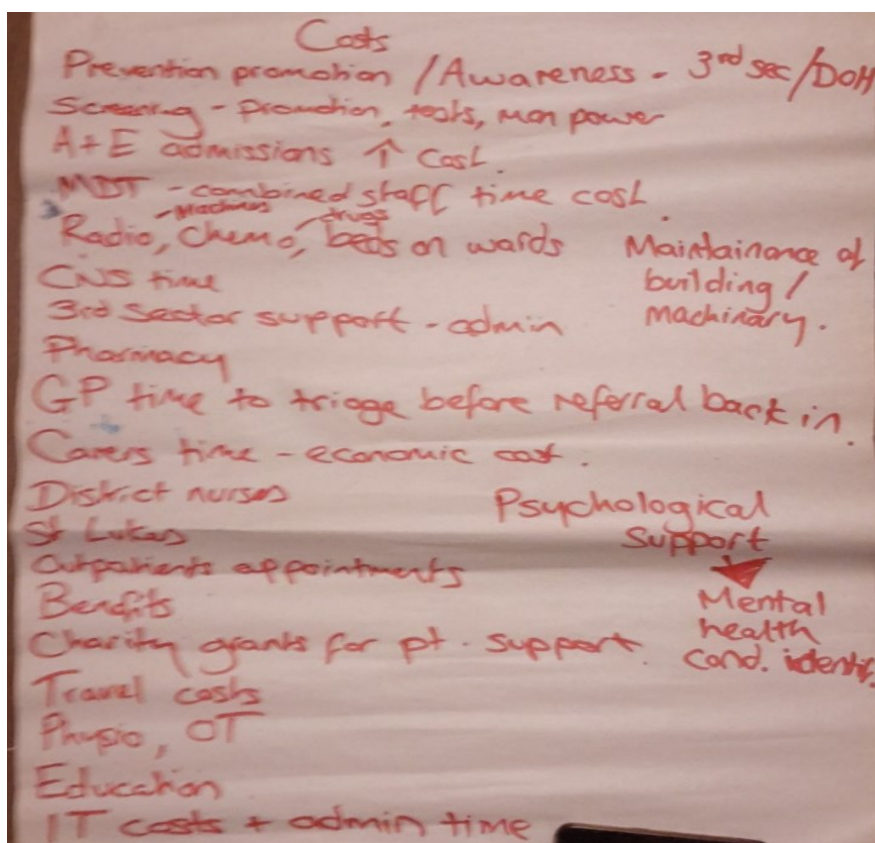 Costs
Prevention promotion / Awareness - 3rd sec/DOH
Screening - promotion, tests, man power
A+E admissions ↑ cost.
MDT - combined staff time cost.
machines drugs
Radio, Chemo, beds on wards
Maintainance of
building /
machinary.
CNS time
3rd Sector support - admin
Pharmacy
GP time to triage before referral back in.
Carers time - economic cost.
District nurses
Psychological
support
Mental
health
cond. identif.
St Lukes
Outpatients appointments
Benefits
Charity grants for pt. support.
Travel costs
Physio, OT
Education
IT costs + admin time